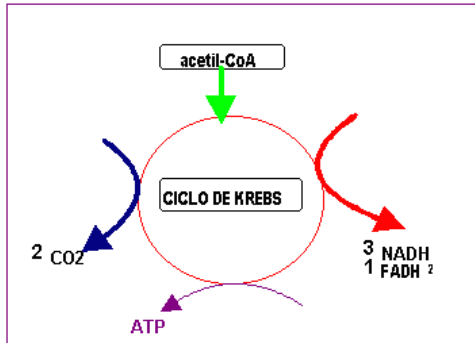 acetil-CoA
CICLO DE KREBS
2 CO2
3 NADH
1 FADH 2
ATP